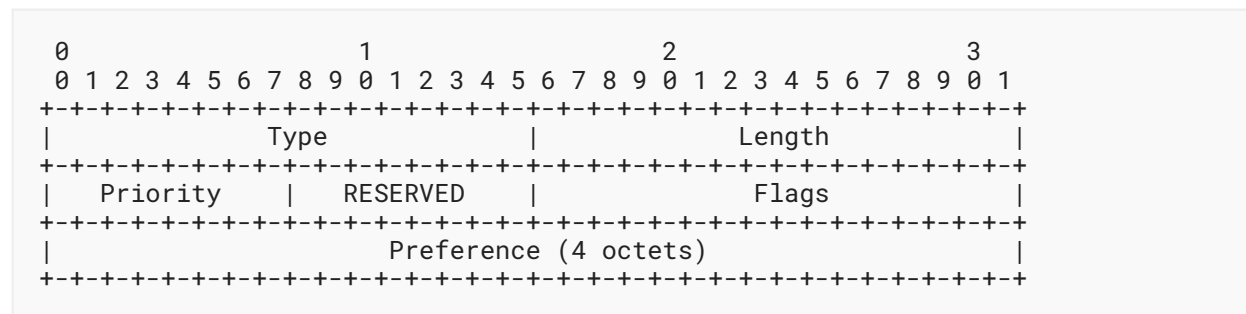 0                   1                   2                   3
 0 1 2 3 4 5 6 7 8 9 0 1 2 3 4 5 6 7 8 9 0 1 2 3 4 5 6 7 8 9 0 1
+-+-+-+-+-+-+-+-+-+-+-+-+-+-+-+-+-+-+-+-+-+-+-+-+-+-+-+-+-+-+-+-+
|              Type             |             Length            |
+-+-+-+-+-+-+-+-+-+-+-+-+-+-+-+-+-+-+-+-+-+-+-+-+-+-+-+-+-+-+-+-+
|   Priority    |   RESERVED    |              Flags            |
+-+-+-+-+-+-+-+-+-+-+-+-+-+-+-+-+-+-+-+-+-+-+-+-+-+-+-+-+-+-+-+-+
|                      Preference (4 octets)                    |
+-+-+-+-+-+-+-+-+-+-+-+-+-+-+-+-+-+-+-+-+-+-+-+-+-+-+-+-+-+-+-+-+